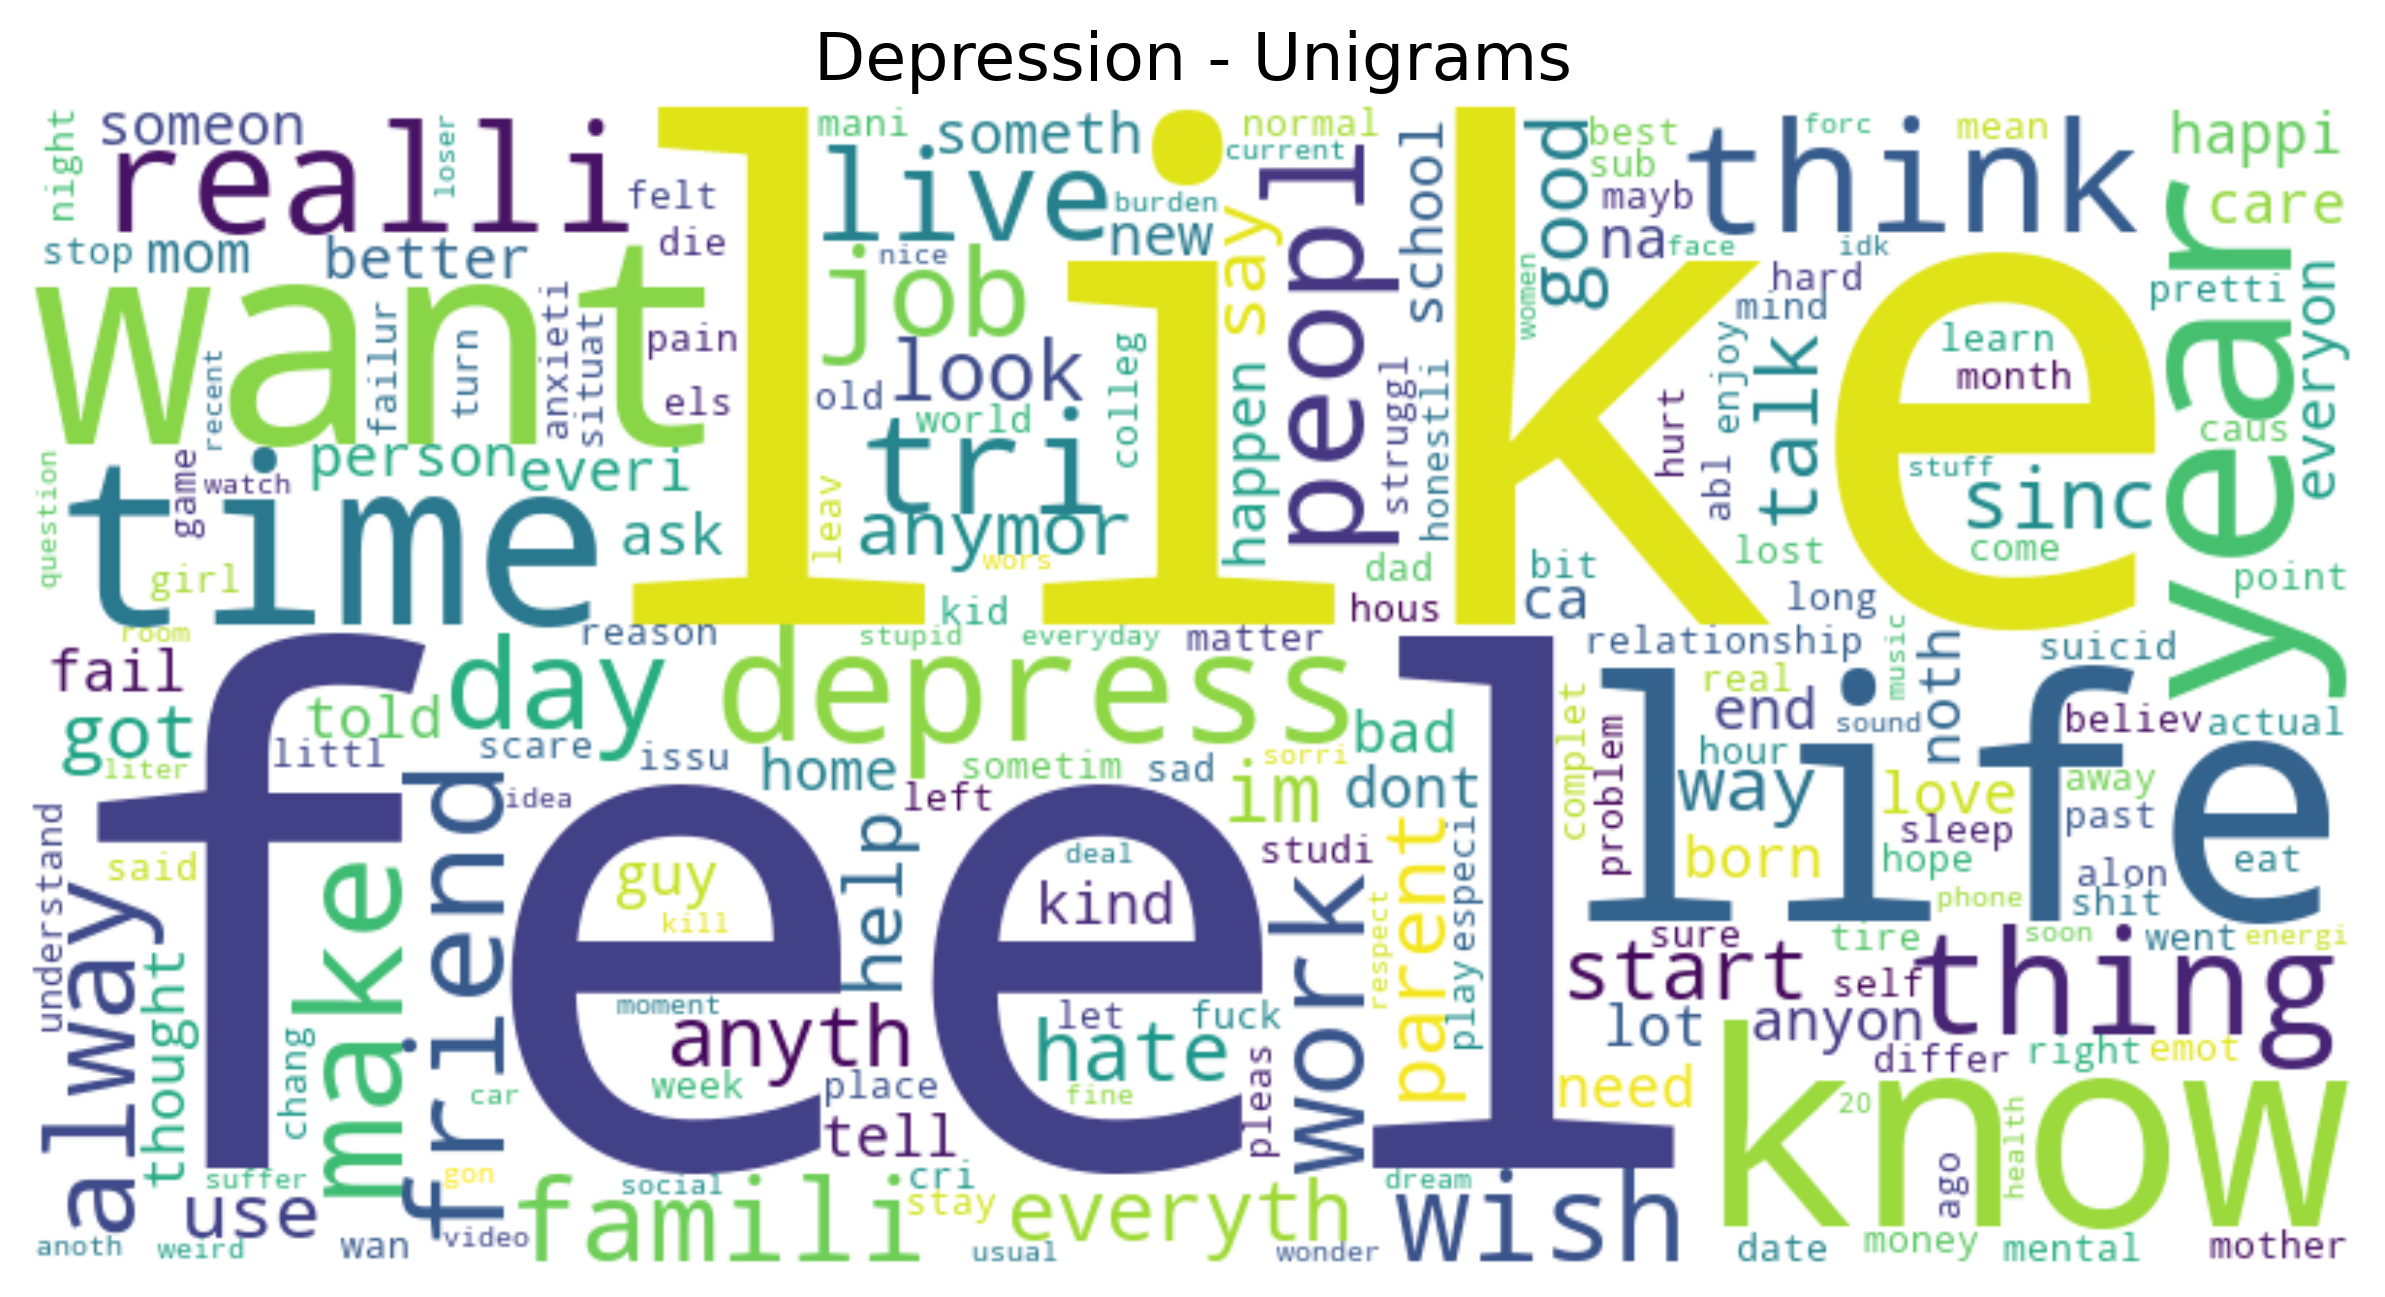 Depression - Unigrams
night
someon
realli
loser
felt
stop
mom
better
die
mani
someth
live
burden
new
nice
normal
current
say
peopl
school
good
best
sub
mayb
na
face
women
forc
mean
think
idk
hard
mind
happi
care
pretti
everyon
year
like
want
recent
failur
turn
anxieti
situat
pain
els
job
look
old
world
tri
colleg
anymor
leav
wors
happen
struggl
honestli
hurt
abl
enjoy
talk
learn
month
stuff
sinc
come
lost
caus
point
time
question
game
watch
person
everi
ask
girl
room
reason
kid
dad
hous
bit
ca
long
stupid
everyday
matter
relationship
music
noth
suicid
fail
got
liter
told
littl
day
depress
scare
issu
home
sometim
left
sad
sorri
im
bad
dont
complet
problem
real
end
hour
way
sound
believ
actual
life
love
away
past
sleep
born
hope
eat
alon
phone
shit
feel
idea
understand
said
alway
thought
chang
make
friend
help
guy
kill
deal
kind
studi
work
respect
parent
play
especi
moment
anyth
let
hate
fuck
week
place
fine
tell
pleas
car
sure
tire
soon
went
energi
start
self
thing
lot
anyon
differ
right
emot
need
know
20
ago
health
suffer
use
gon
video
wan
anoth
weird
famili
social
cri
stay
everyth
usual
wonder
dream
wish
date
money
mental
mother